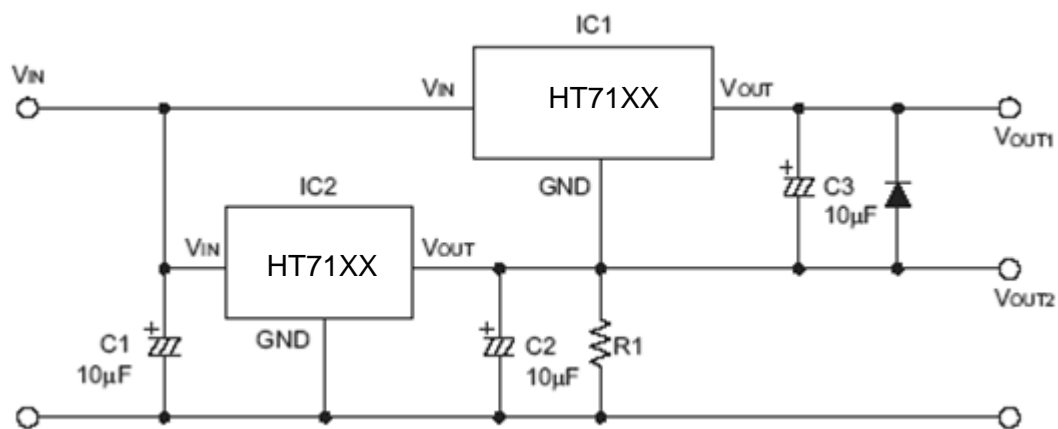 IC1
VIN
VIN
HT71XX
VOUT
VOUT1
GND
C3
10μF
IC2
VIN
HT71XX
VOUT
VOUT2
GND
C1
10μF
C2
10μF
R1